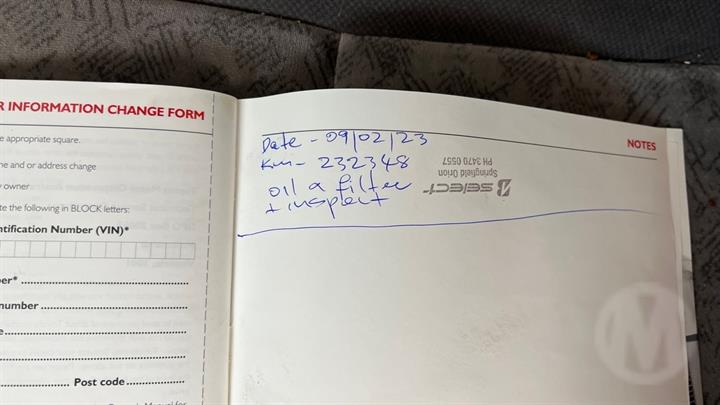 R INFORMATION CHANGE FORM
e appropriate square.
ne and or address change
owner
te the following in BLOCK letters:
ntification Number (VIN)*
er*
number
Post code
NOTES
Date - 09/02/23
Km - 232348
oil a filter
+ inspect
select
Springfield Orion
PH 3470 0557
M